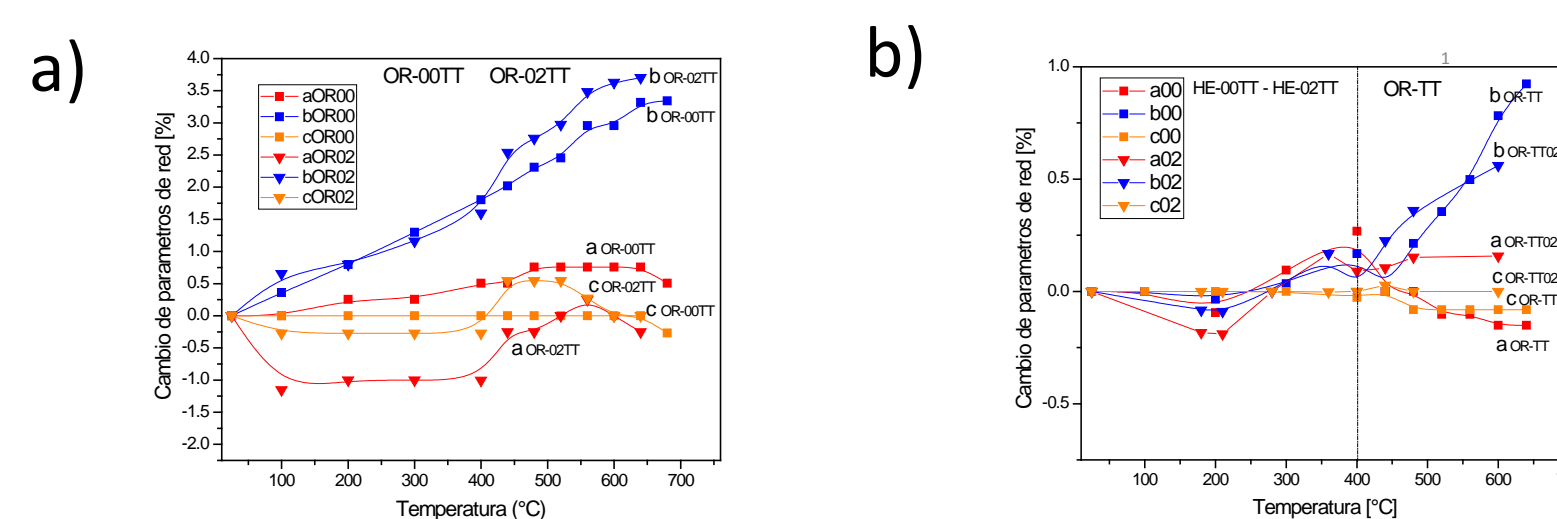 a)
Cambio de parametros de red [%]
4.0
3.5
3.0
2.5
2.0
1.5
1.0
0.5
0.0
-0.5
-1.0
-1.5
-2.0
OR-00TT OR-02TT
aOR00
bOR00
cOR00
aOR02
bOR02
cOR02
b OR-02TT
b OR-00TT
a OR-00TT
c OR-02TT
c OR-00TT
a OR-02TT
100 200 300 400 500 600 700
Temperatura (°C)
b)
1
Cambio de parametros de red [%]
1.0
0.5
0.0
-0.5
HE-00TT - HE-02TT
OR-TT
a00
b00
c00
a02
b02
c02
b OR-TT
b OR-TT02
a OR-TT02
c OR-TT02
c OR-TT
a OR-TT
100 200 300 400 500 600
Temperatura [°C]